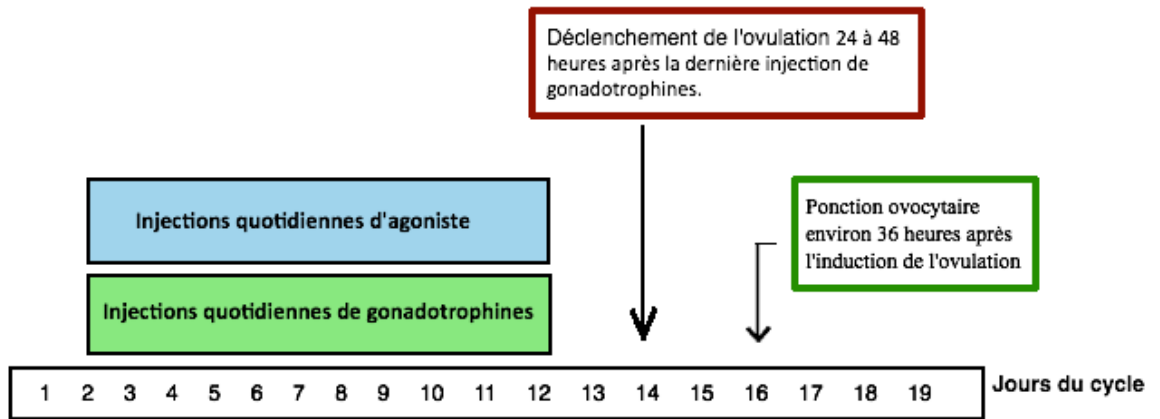 Déclenchement de l'ovulation 24 à 48
heures après la dernière injection de
gonadotrophines.
Injections quotidiennes d'agoniste
Ponction ovocytaire
environ 36 heures après
l'induction de l'ovulation
Injections quotidiennes de gonadotrophines
1 2 3 4 5 6 7 8 9 10 11 12 13 14 15 16 17 18 19 Jours du cycle